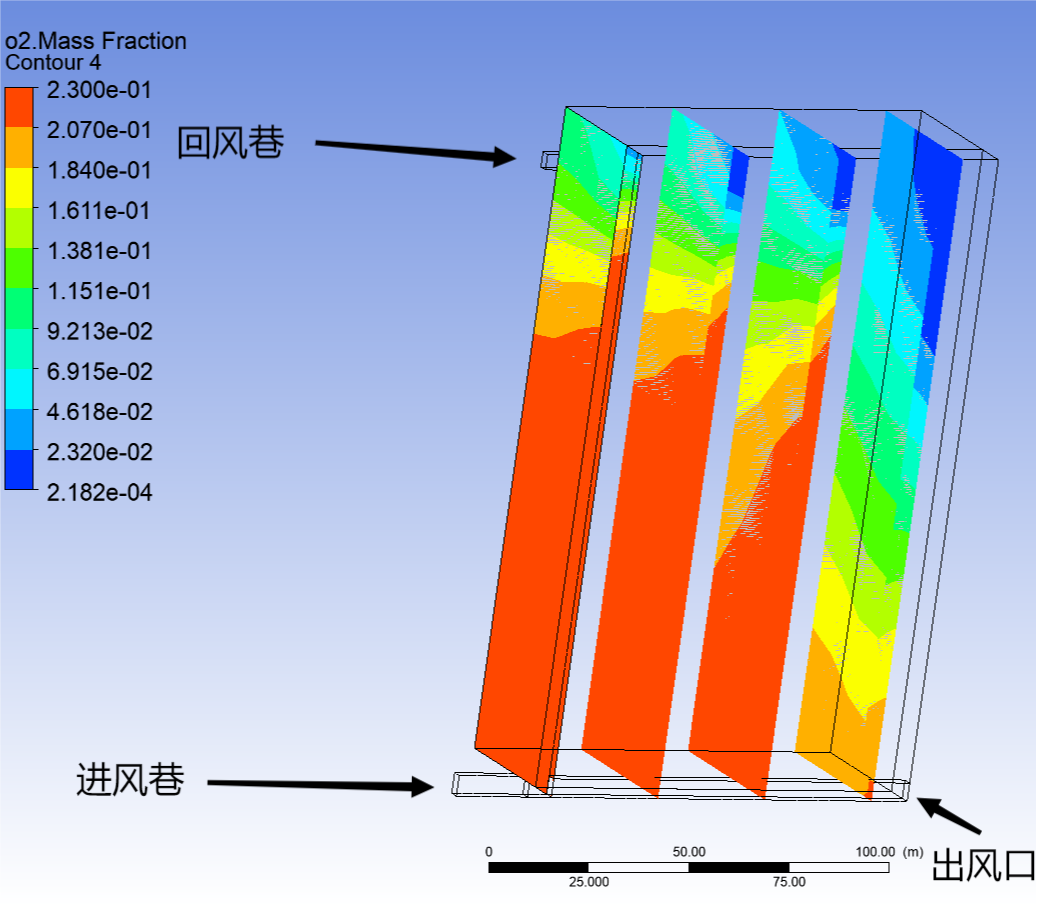 o2.Mass Fraction
Contour 4
2.300e-01
2.070e-01
1.840e-01
1.611e-01
1.381e-01
1.151e-01
9.213e-02
6.915e-02
4.618e-02
2.320e-02
2.182e-04
回风巷
进风巷
出风口
0 50.00 100.00 (m)
25.000 75.00